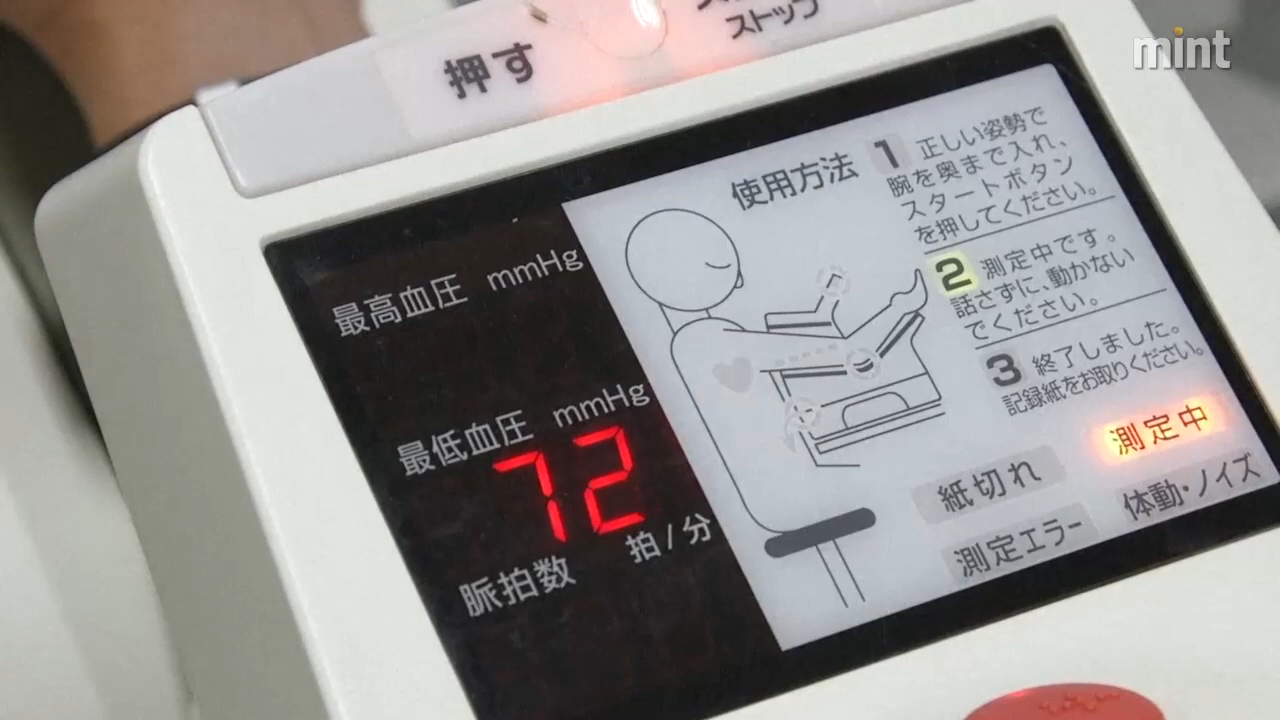 mint
押す
ストップ
使用方法
1 正しい姿勢で
腕を奥まで入れ、
スタートボタン
を押してください。
2 測定中です。
話さずに、動かない
でください。
3 終了しました。
記録紙をお取りください。
最高血圧 mmHg
最低血圧 mmHg
72
脈拍数 拍/分
測定中
紙切れ
体動・ノイズ
測定エラー